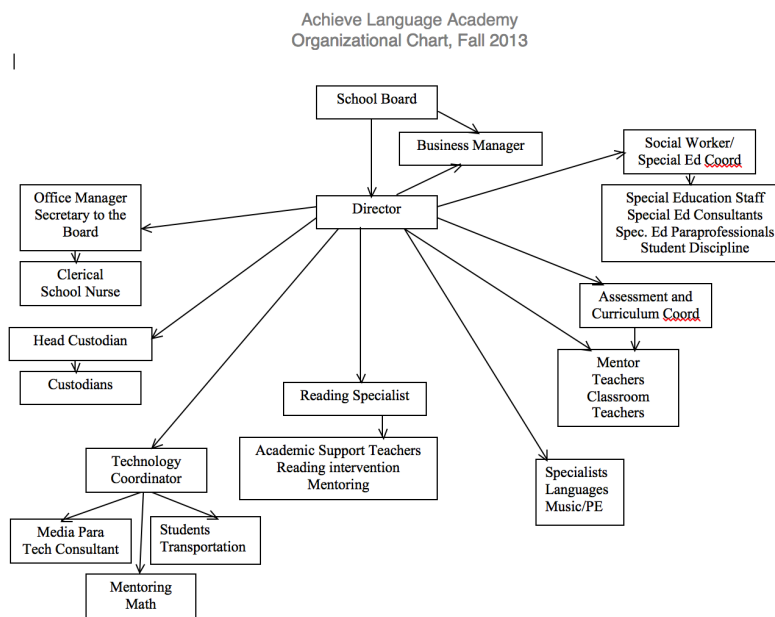 Achieve Language Academy
Organizational Chart, Fall 2013
School Board
Business Manager
Social Worker/
Special Ed Coord
Office Manager
Secretary to the
Board
Director
Special Education Staff
Special Ed Consultants
Spec. Ed Paraprofessionals
Student Discipline
Clerical
School Nurse
Assessment and
Curriculum Coord
Head Custodian
Custodians
Mentor
Teachers
Classroom
Teachers
Reading Specialist
Academic Support Teachers
Reading intervention
Mentoring
Technology
Coordinator
Specialists
Languages
Music/PE
Media Para
Tech Consultant
Students
Transportation
Mentoring
Math